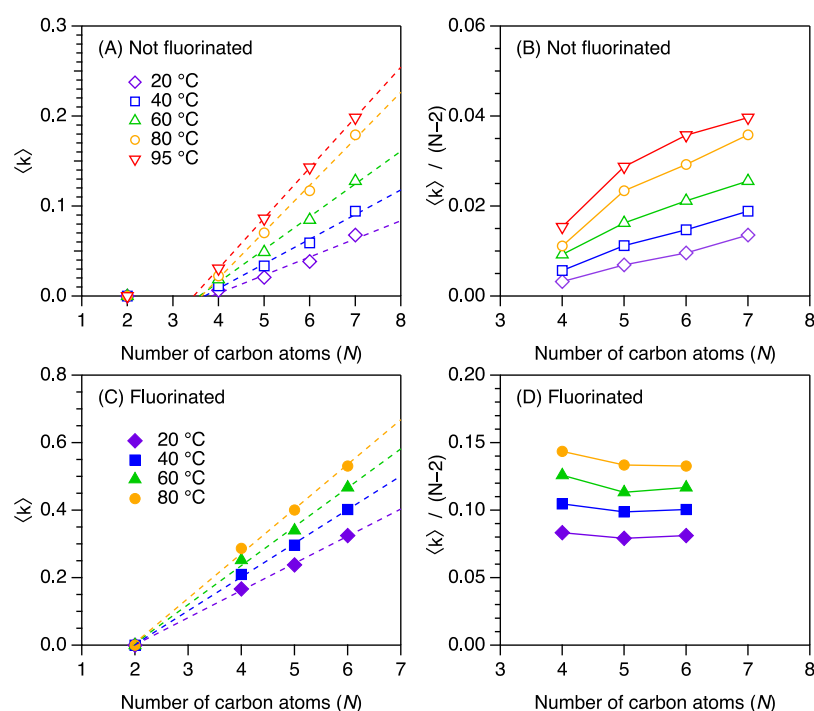 (A) Not fluorinated
20 °C
40 °C
60 °C
80 °C
95 °C
⟨k⟩
0.3
0.2
0.1
0.0
1 2 3 4 5 6 7 8
Number of carbon atoms (N)
(B) Not fluorinated
⟨k⟩ / (N−2)
0.06
0.04
0.02
0.00
3 4 5 6 7 8
Number of carbon atoms (N)
(C) Fluorinated
20 °C
40 °C
60 °C
80 °C
⟨k⟩
0.8
0.6
0.4
0.2
0.0
1 2 3 4 5 6 7
Number of carbon atoms (N)
(D) Fluorinated
⟨k⟩ / (N−2)
0.20
0.15
0.10
0.05
0.00
3 4 5 6 7 8
Number of carbon atoms (N)